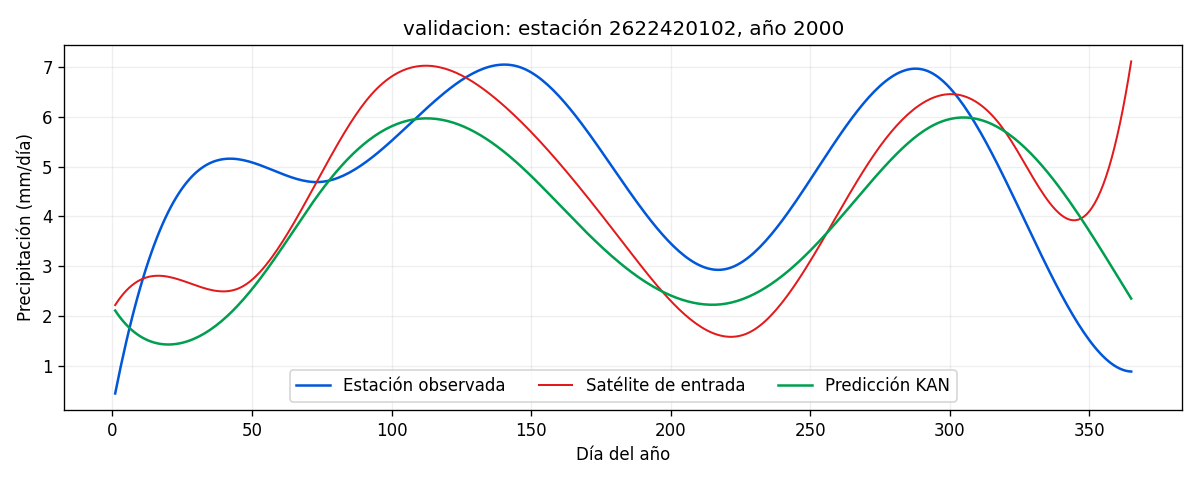 validacion: estación 2622420102, año 2000
Precipitación (mm/día)
7
6
5
4
3
2
1
Estación observada
Satélite de entrada
Predicción KAN
0
50
100
150
200
250
300
350
Día del año